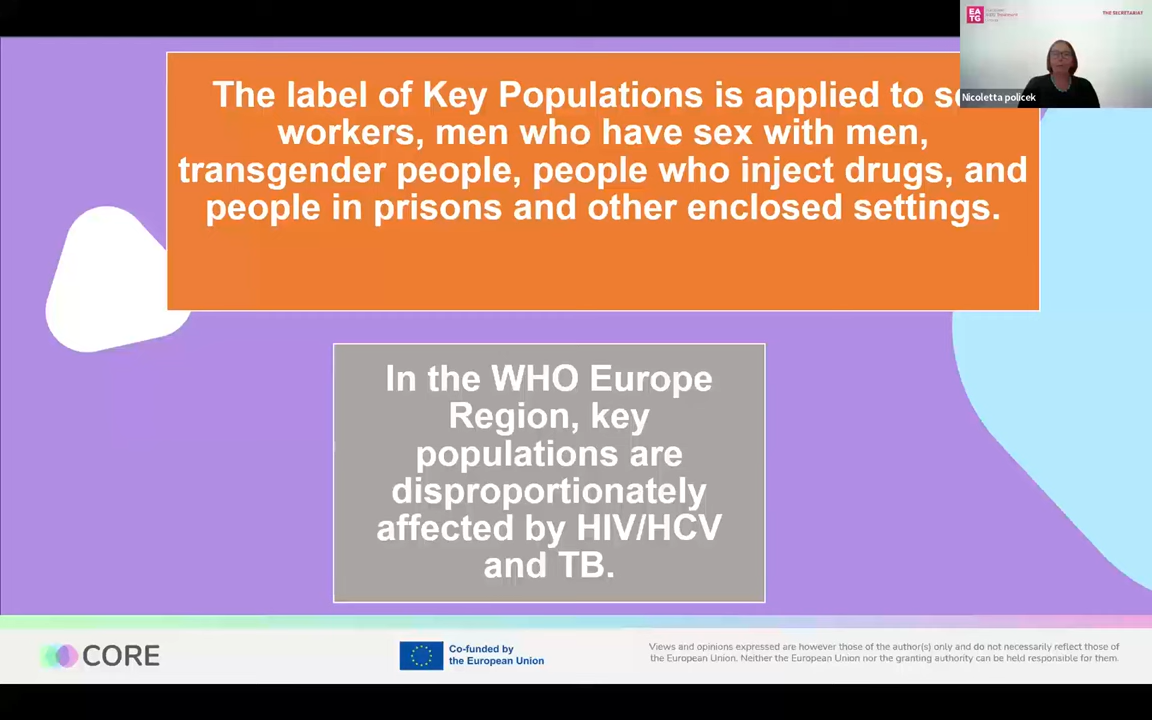 THE SECRETARIAT
EA
TG
Nicoletta policek
The label of Key Populations is applied to
workers, men who have sex with men,
transgender people, people who inject drugs, and
people in prisons and other enclosed settings.
In the WHO Europe
Region, key
populations are
disproportionately
affected by HIV/HCV
and TB.
CORE
Co-funded by
the European Union
Views and opinions expressed are however those of the author(s) only and do not necessarily reflect those of
the European Union. Neither the European Union nor the granting authority can be held responsible for them.